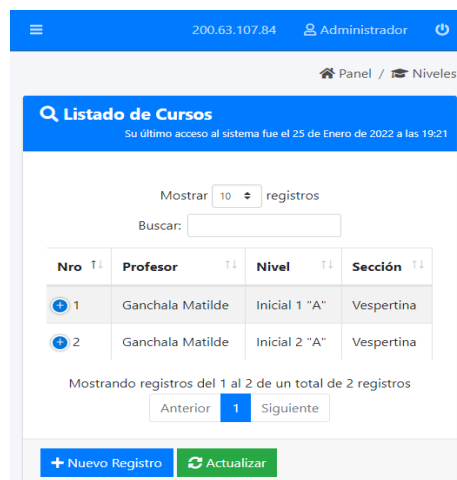 200.63.107.84 Administrador
Panel / Niveles
Listado de Cursos
Su último acceso al sistema fue el 25 de Enero de 2022 a las 19:21
Mostrar 10 registros
Buscar:
Nro Profesor Nivel Sección
1 Ganchala Matilde Inicial 1 "A" Vespertina
2 Ganchala Matilde Inicial 2 "A" Vespertina
Mostrando registros del 1 al 2 de un total de 2 registros
Anterior 1 Siguiente
Nuevo Registro Actualizar